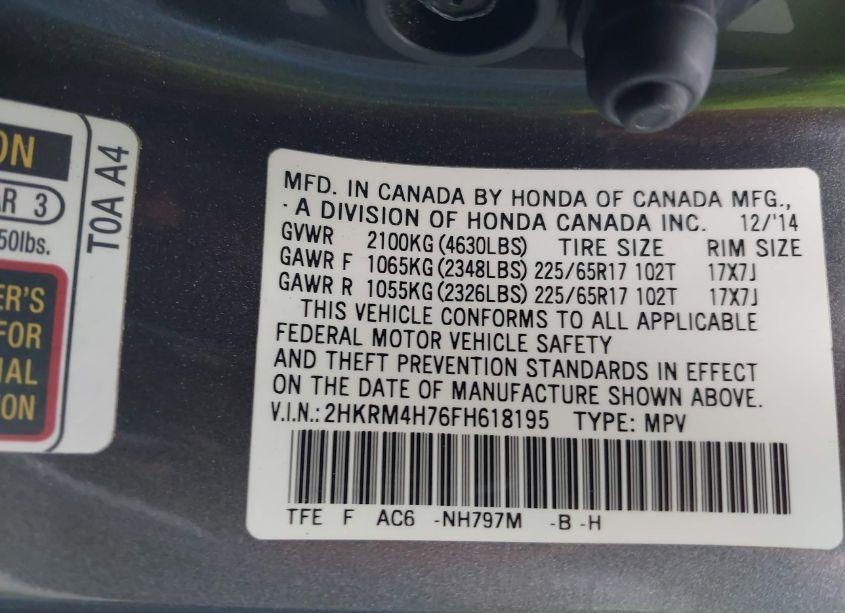 ON
AR 3
50lbs.
ER'S
FOR
IAL
ION
TOA A4
MFD. IN CANADA BY HONDA OF CANADA MFG.,
A DIVISION OF HONDA CANADA INC. 12/'14
GVWR 2100KG (4630LBS) TIRE SIZE RIM SIZE
GAWR F 1065KG (2348LBS) 225/65R17 102T 17X7J
GAWR R 1055KG (2326LBS) 225/65R17 102T 17X7J
THIS VEHICLE CONFORMS TO ALL APPLICABLE
FEDERAL MOTOR VEHICLE SAFETY
AND THEFT PREVENTION STANDARDS IN EFFECT
ON THE DATE OF MANUFACTURE SHOWN ABOVE.
V.I.N.: 2HKRM4H76FH618195 TYPE: MPV
TFE F AC6 -NH797M -B -H